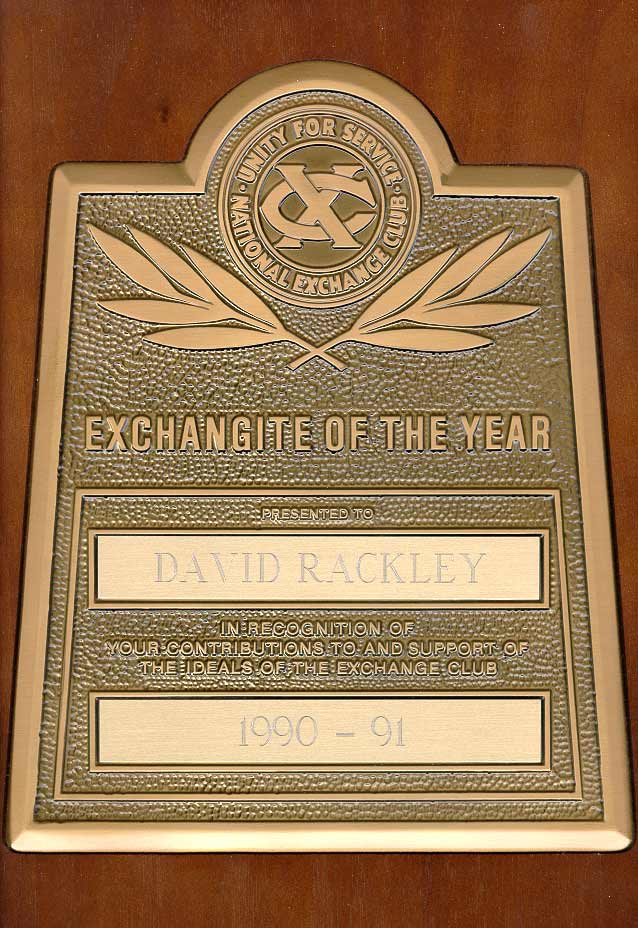 · UNITY FOR SERVICE ·
NATIONAL EXCHANGE CLUB
XC
EXCHANGITE OF THE YEAR
PRESENTED TO
DAVID RACKLEY
IN RECOGNITION OF
YOUR CONTRIBUTIONS TO AND SUPPORT OF
THE IDEALS OF THE EXCHANGE CLUB
1990 - 91